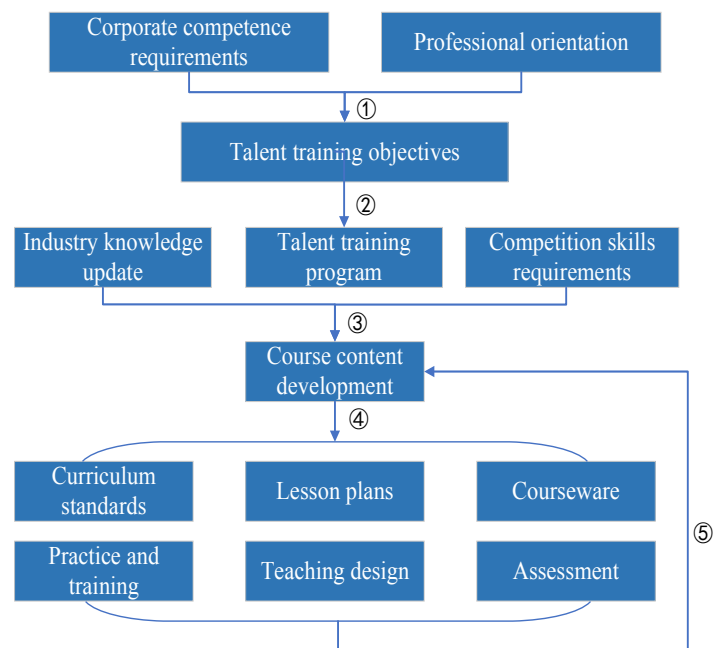 Corporate competence
requirements
Professional orientation
①
Talent training objectives
②
Industry knowledge
update
Talent training
program
Competition skills
requirements
③
Course content
development
④
Curriculum
standards
Lesson plans
Courseware
⑤
Practice and
training
Teaching design
Assessment